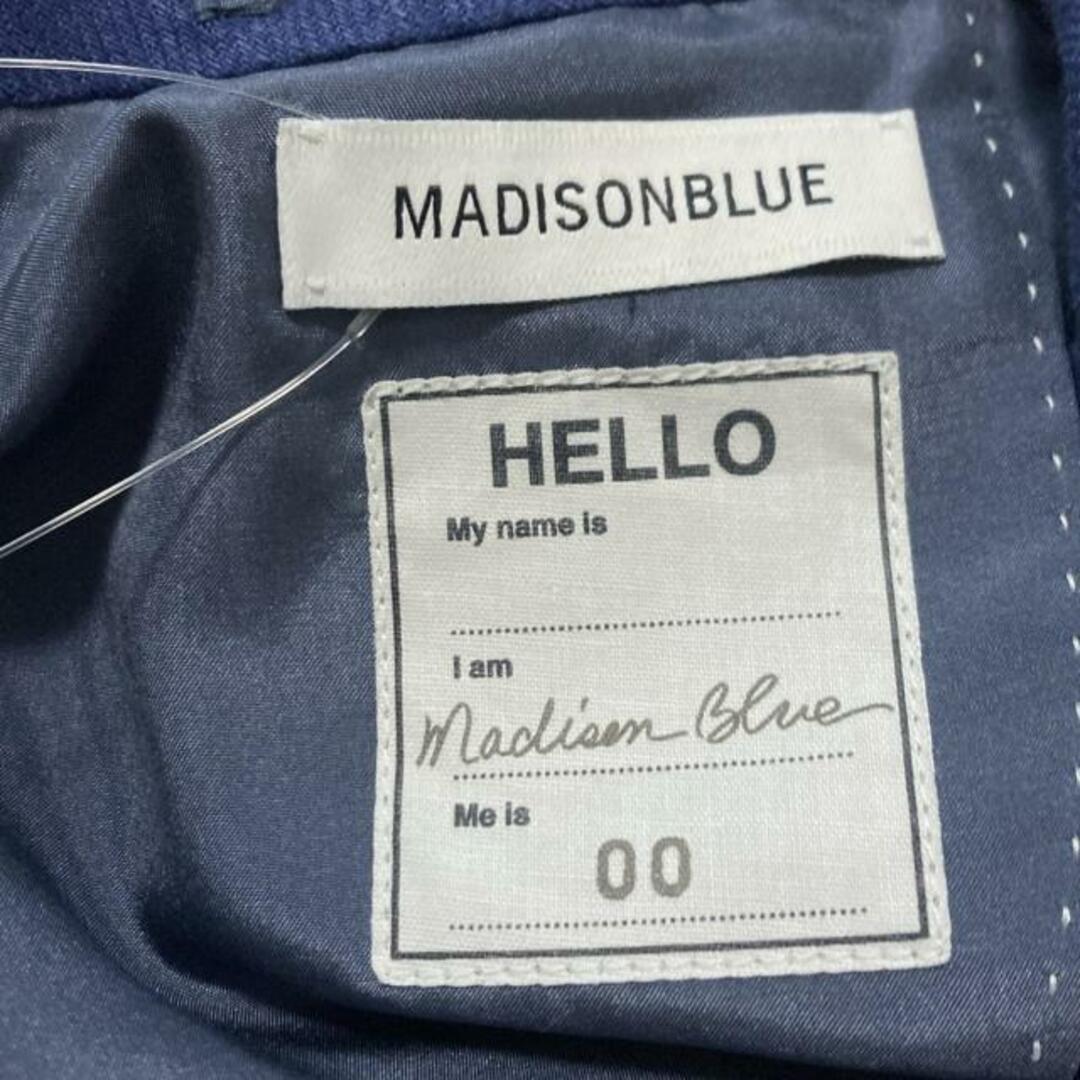 MADISONBLUE
HELLO
My name is
I am
Madison Blue
Me is
00